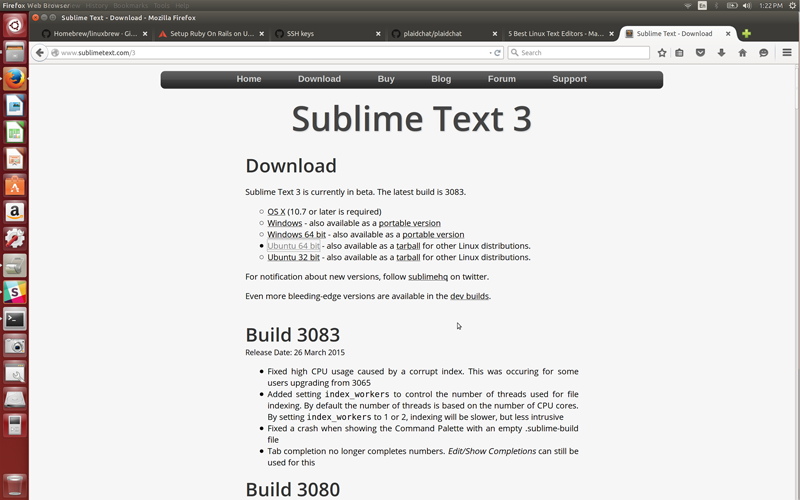 Firefox Web Browser View History Bookmarks Tools Help
En
1:22 PM
Sublime Text - Download - Mozilla Firefox
Homebrew/linuxbrew · Gi...
Setup Ruby On Rails on U...
SSH keys
plaidchat/plaidchat
5 Best Linux Text Editors - Ma...
Sublime Text - Download
www.sublimetext.com/3
Search
Home
Download
Buy
Blog
Forum
Support
Sublime Text 3
Download
Sublime Text 3 is currently in beta. The latest build is 3083.
OS X (10.7 or later is required)
Windows - also available as a portable version
Windows 64 bit - also available as a portable version
Ubuntu 64 bit - also available as a tarball for other Linux distributions.
Ubuntu 32 bit - also available as a tarball for other Linux distributions.
For notification about new versions, follow sublimehq on twitter.
Even more bleeding-edge versions are available in the dev builds.
Build 3083
Release Date: 26 March 2015
Fixed high CPU usage caused by a corrupt index. This was occuring for some
users upgrading from 3065
Added setting index_workers to control the number of threads used for file
indexing. By default the number of threads is based on the number of CPU cores.
By setting index_workers to 1 or 2, indexing will be slower, but less intrusive
Fixed a crash when showing the Command Palette with an empty .sublime-build
file
Tab completion no longer completes numbers. Edit/Show Completions can still be
used for this
Build 3080